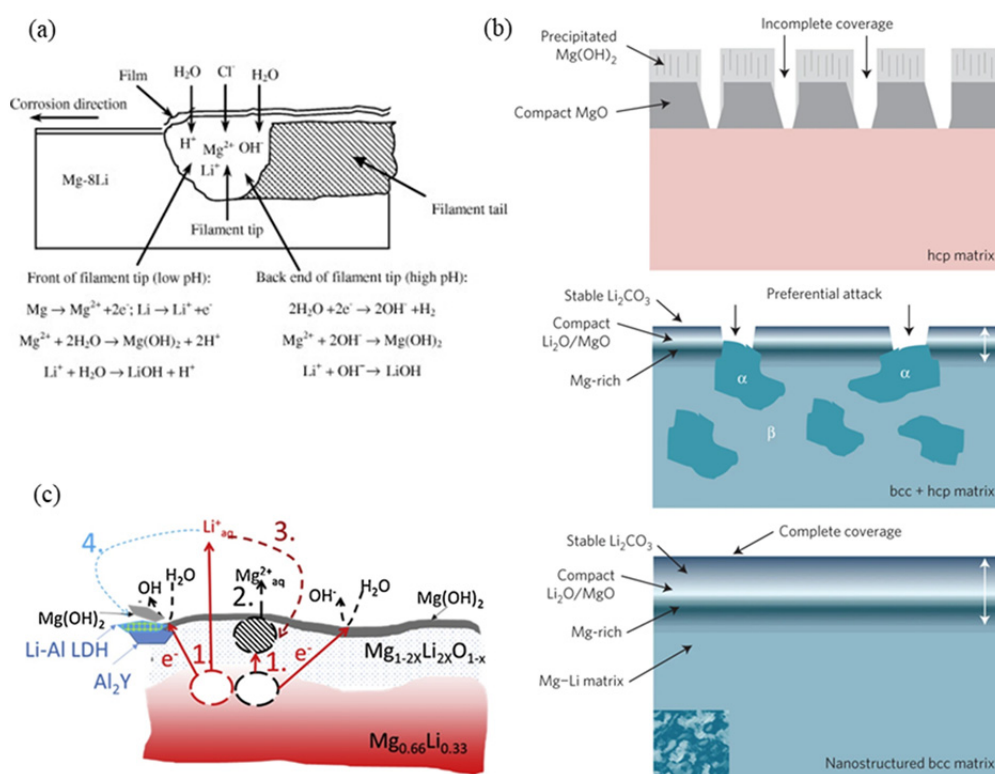 (a)
Film
H₂O
Cl⁻
H₂O
Corrosion direction
H⁺
Mg²⁺
OH⁻
Li⁺
Mg-8Li
Filament tip
Filament tail
Front of filament tip (low pH):
Mg → Mg²⁺ +2e⁻; Li → Li⁺+e⁻
Mg²⁺ + 2H₂O → Mg(OH)₂ + 2H⁺
Li⁺ + H₂O → LiOH + H⁺
Back end of filament tip (high pH):
2H₂O +2e⁻ → 2OH⁻ +H₂
Mg²⁺ + 2OH⁻ → Mg(OH)₂
Li⁺ + OH⁻ → LiOH
(b)
Precipitated
Mg(OH)₂
Incomplete coverage
Compact MgO
hcp matrix
Stable Li₂CO₃
Preferential attack
Compact
Li₂O/MgO
Mg-rich
α
α
β
bcc + hcp matrix
Complete coverage
Stable Li₂CO₃
Compact
Li₂O/MgO
Mg-rich
Mg–Li matrix
Nanostructured bcc matrix
(c)
4.
Li⁺aq
3.
OH⁻
H₂O
Mg²⁺aq
2.
OH⁻
H₂O
Mg(OH)₂
Mg(OH)₂
Li-Al LDH
e⁻
1.
1.
e⁻
Mg₁₋₂ₓLi₂ₓO₁₋ₓ
Al₂Y
Mg₀.₆₆Li₀.₃₃